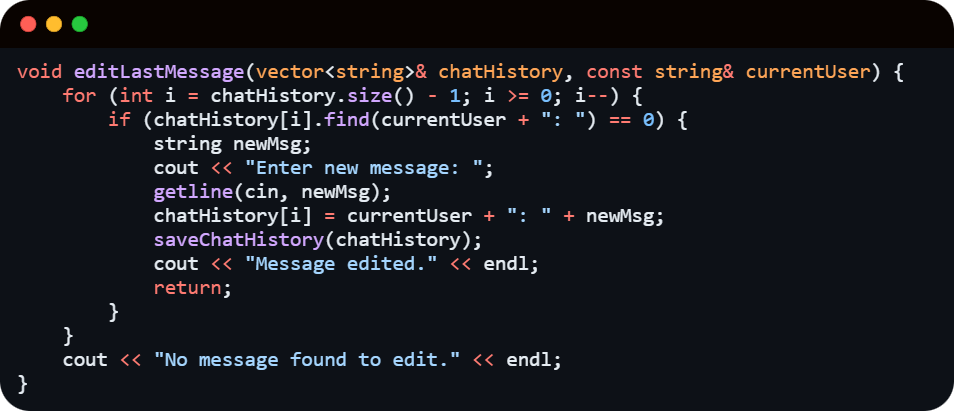 void editLastMessage(vector<string>& chatHistory, const string& currentUser) {
    for (int i = chatHistory.size() - 1; i >= 0; i--) {
        if (chatHistory[i].find(currentUser + ": ") == 0) {
            string newMsg;
            cout << "Enter new message: ";
            getline(cin, newMsg);
            chatHistory[i] = currentUser + ": " + newMsg;
            saveChatHistory(chatHistory);
            cout << "Message edited." << endl;
            return;
        }
    }
    cout << "No message found to edit." << endl;
}